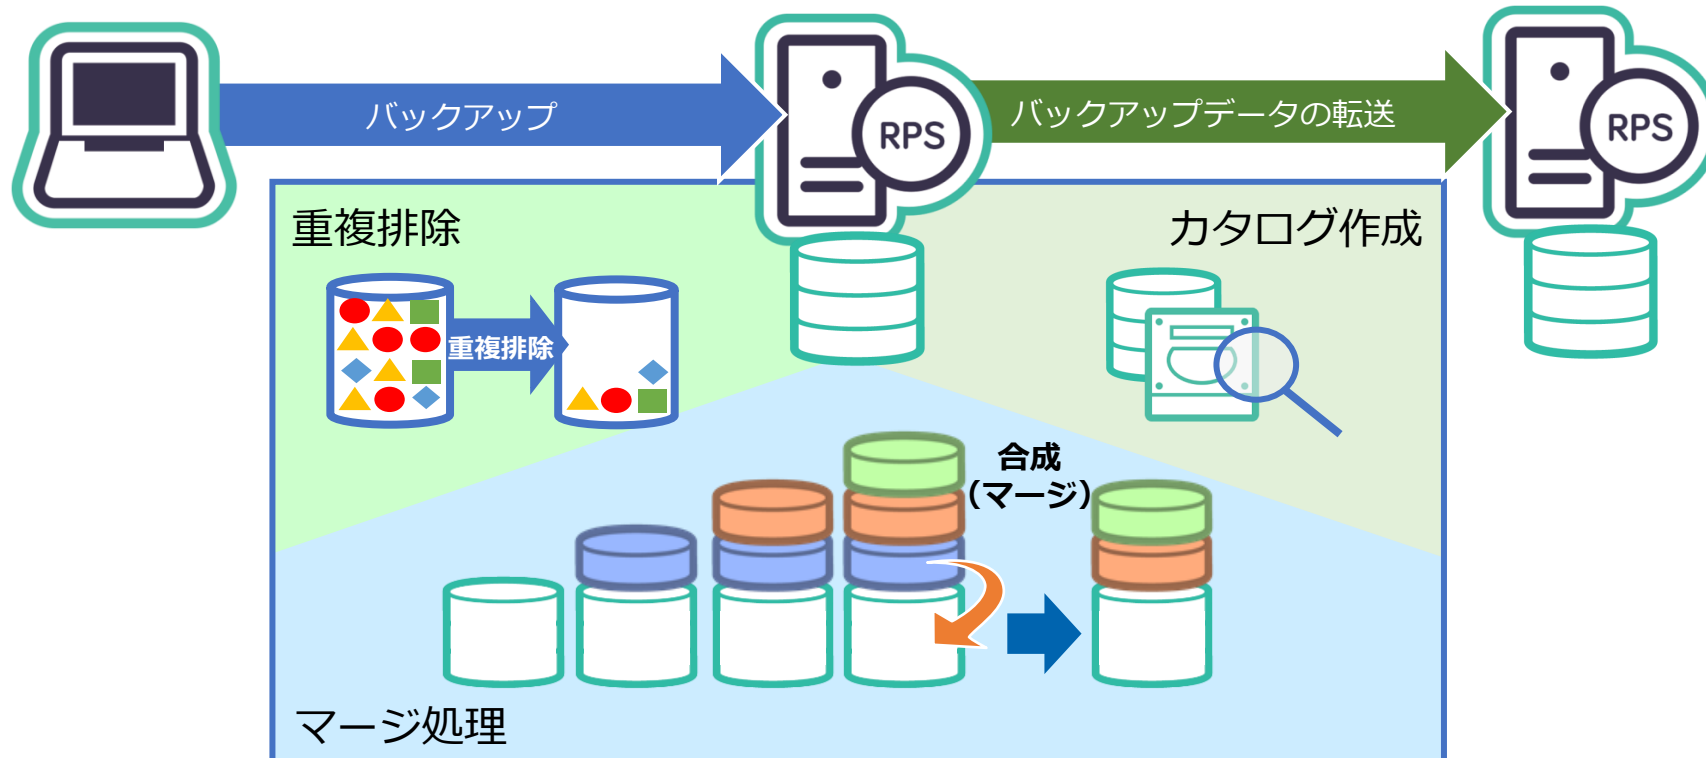 バックアップ
RPS
バックアップデータの転送
RPS
重複排除
カタログ作成
重複排除
合成
（マージ）
マージ処理